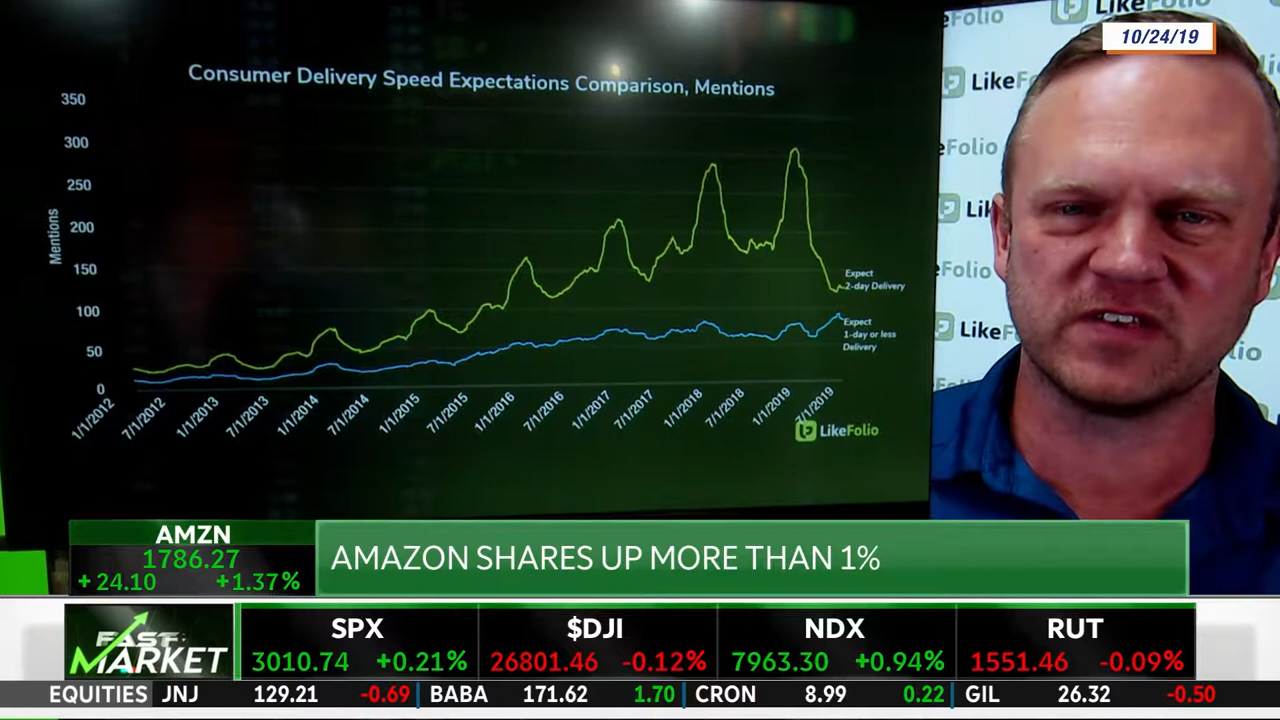 Consumer Delivery Speed Expectations Comparison, Mentions
350
300
250
200
150
100
50
0
Mentions
1/1/2012
7/1/2012
1/1/2013
7/1/2013
1/1/2014
7/1/2014
1/1/2015
7/1/2015
1/1/2016
7/1/2016
1/1/2017
7/1/2017
1/1/2018
7/1/2018
1/1/2019
7/1/2019
Expect
2-day Delivery
Expect
1-day or less
Delivery
LikeFolio
eFolio
LikeFolio
10/24/19
LikeF
eFolio
Lik
eFolio
LikeF
lio
AMZN
1786.27
+24.10 +1.37%
AMAZON SHARES UP MORE THAN 1%
FAST
MARKET
SPX
3010.74 +0.21%
$DJI
26801.46 -0.12%
NDX
7963.30 +0.94%
RUT
1551.46 -0.09%
EQUITIES JNJ 129.21 -0.69 BABA 171.62 1.70 CRON 8.99 0.22 GIL 26.32 -0.50